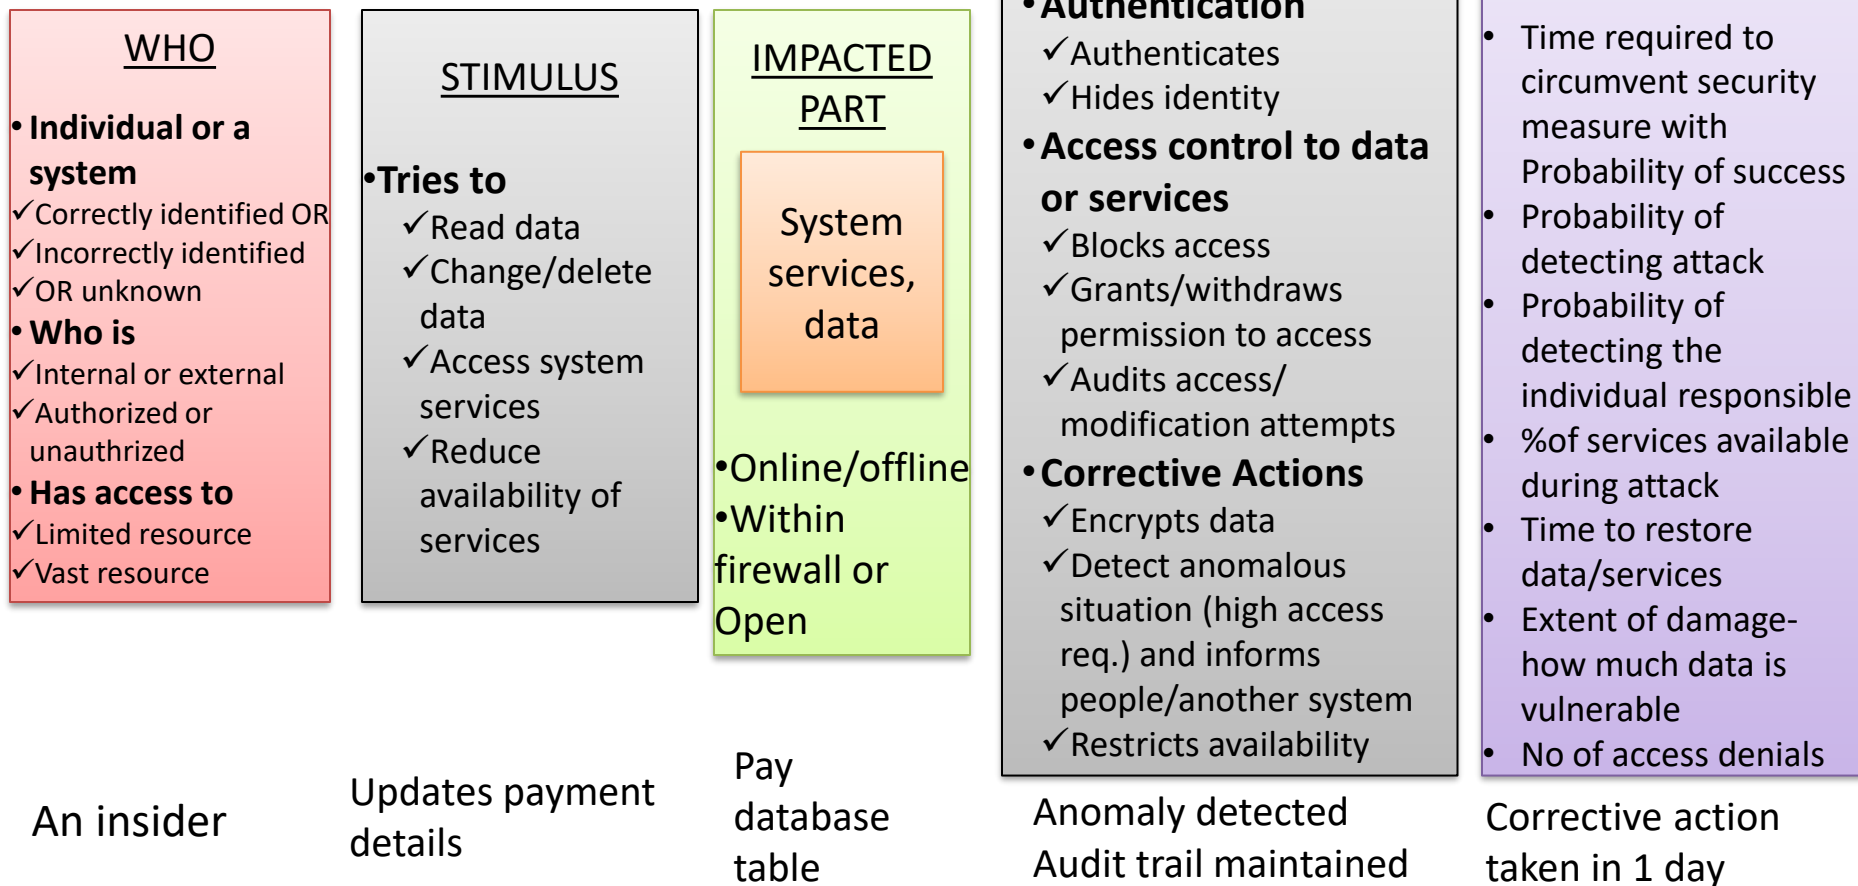 WHO
• Individual or a
system
✓Correctly identified OR
✓Incorrectly identified
✓OR unknown
• Who is
✓Internal or external
✓Authorized or
unauthrized
• Has access to
✓Limited resource
✓Vast resource
An insider
STIMULUS
•Tries to
✓Read data
✓Change/delete
data
✓Access system
services
✓Reduce
availability of
services
Updates payment
details
IMPACTED
PART
System
services,
data
•Online/offline
•Within
firewall or
Open
Pay
database
table
•Authentication
✓Authenticates
✓Hides identity
•Access control to data
or services
✓Blocks access
✓Grants/withdraws
permission to access
✓Audits access/
modification attempts
•Corrective Actions
✓Encrypts data
✓Detect anomalous
situation (high access
req.) and informs
people/another system
✓Restricts availability
Anomaly detected
Audit trail maintained
• Time required to
circumvent security
measure with
Probability of success
• Probability of
detecting attack
• Probability of
detecting the
individual responsible
• %of services available
during attack
• Time to restore
data/services
• Extent of damage-
how much data is
vulnerable
• No of access denials
Corrective action
taken in 1 day